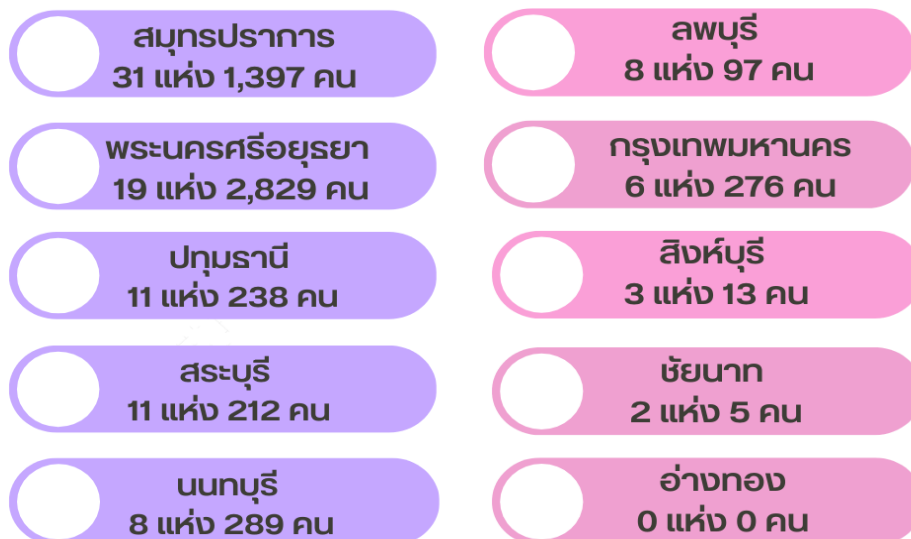 สมุทรปราการ
31 แห่ง 1,397 คน
พระนครศรีอยุธยา
19 แห่ง 2,829 คน
ปทุมธานี
11 แห่ง 238 คน
สระบุรี
11 แห่ง 212 คน
นนทบุรี
8 แห่ง 289 คน
ลพบุรี
8 แห่ง 97 คน
กรุงเทพมหานคร
6 แห่ง 276 คน
สิงห์บุรี
3 แห่ง 13 คน
ชัยนาท
2 แห่ง 5 คน
อ่างทอง
0 แห่ง 0 คน